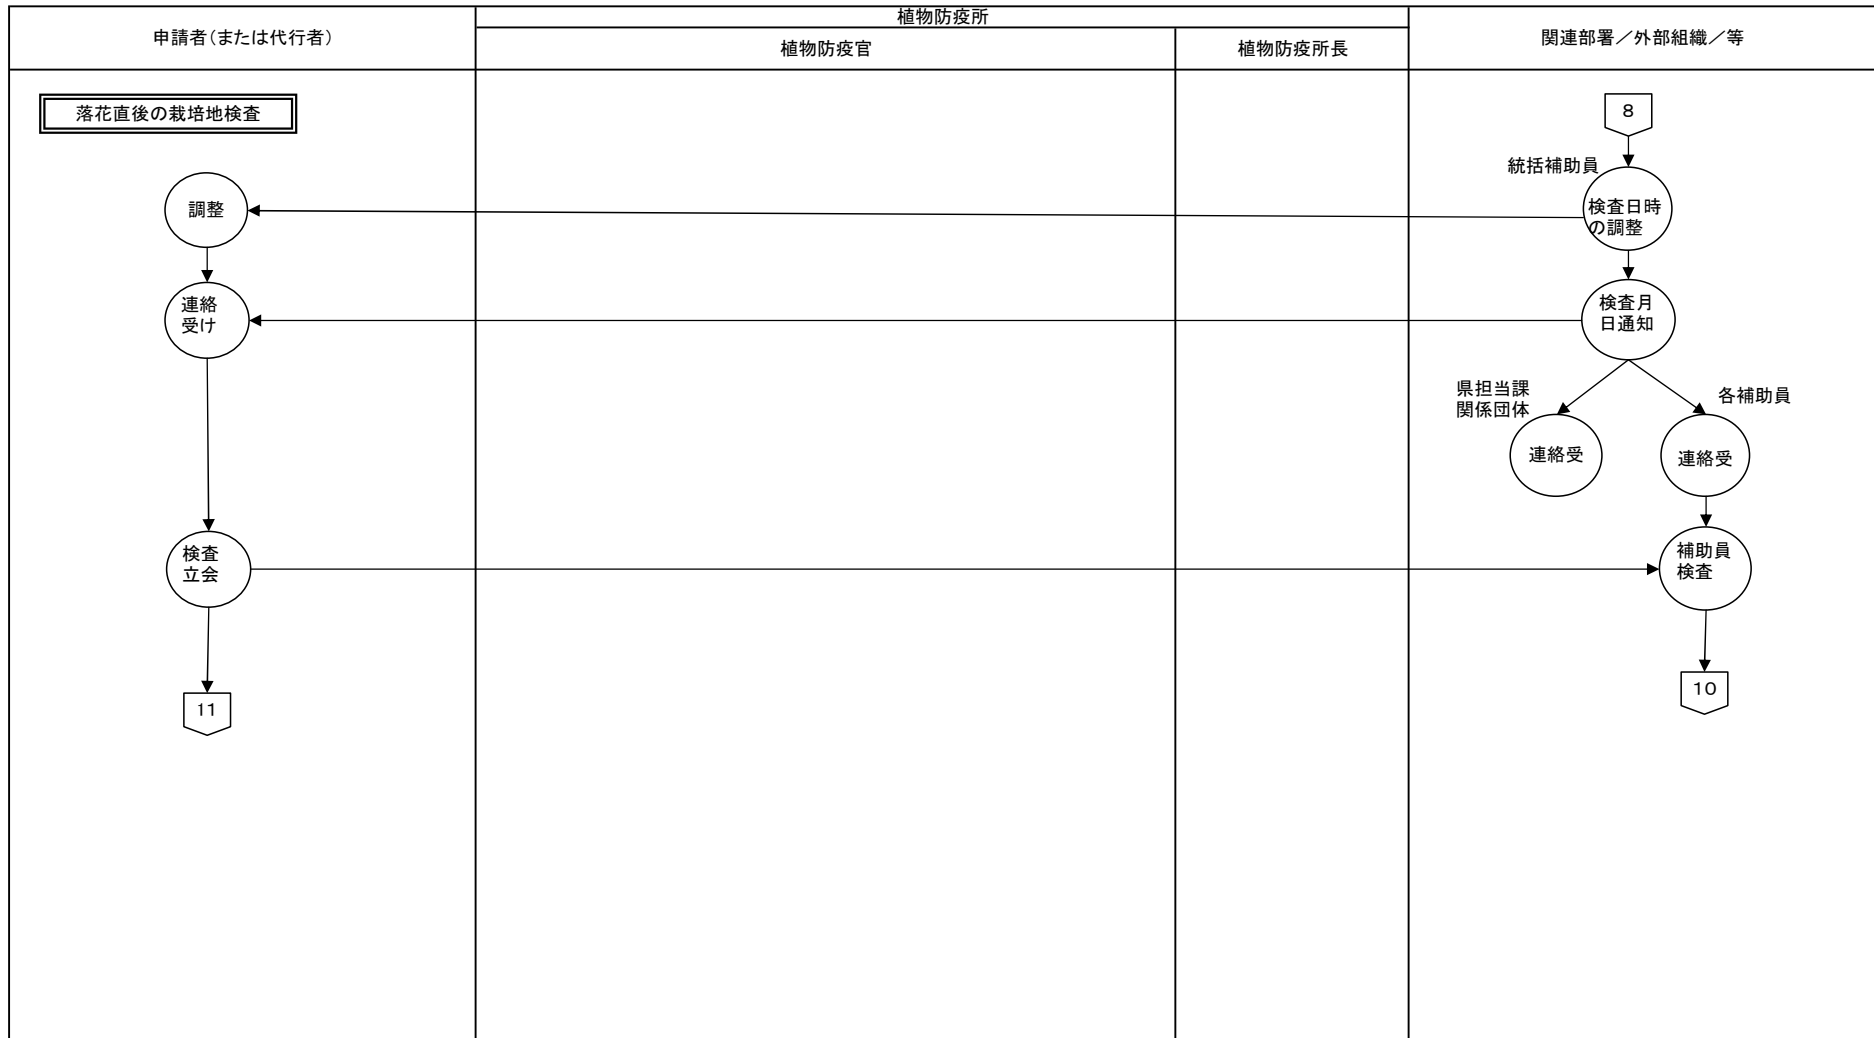 申請者（または代行者）
植物防疫所
植物防疫官
植物防疫所長
関連部署／外部組織／等
落花直後の栽培地検査
8
統括補助員
調整
検査日時
の調整
連絡
受け
検査月
日通知
県担当課
関係団体
各補助員
連絡受
連絡受
検査
立会
補助員
検査
11
10